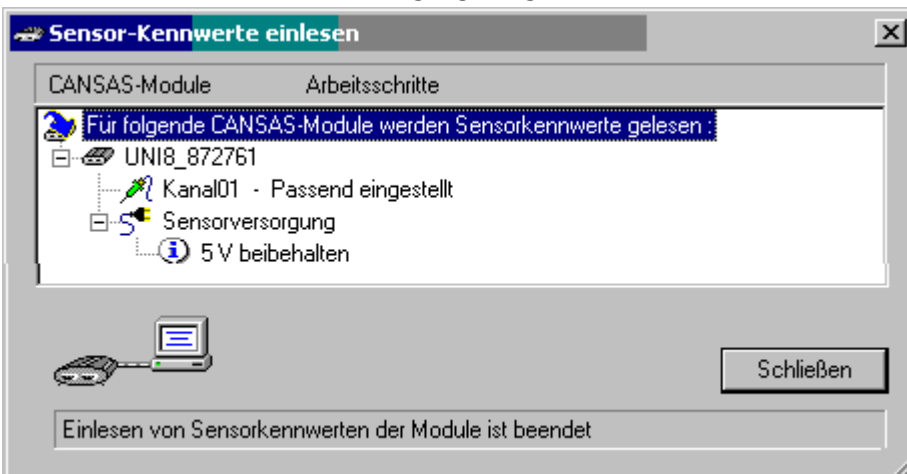 Sensor-Kennwerte einlesen
CANSAS-Module Arbeitsschritte
Für folgende CANSAS-Module werden Sensorkennwerte gelesen :
UNI8_872761
Kanal01 - Passend eingestellt
Sensorversorgung
5 V beibehalten
Schließen
Einlesen von Sensorkennwerten der Module ist beendet